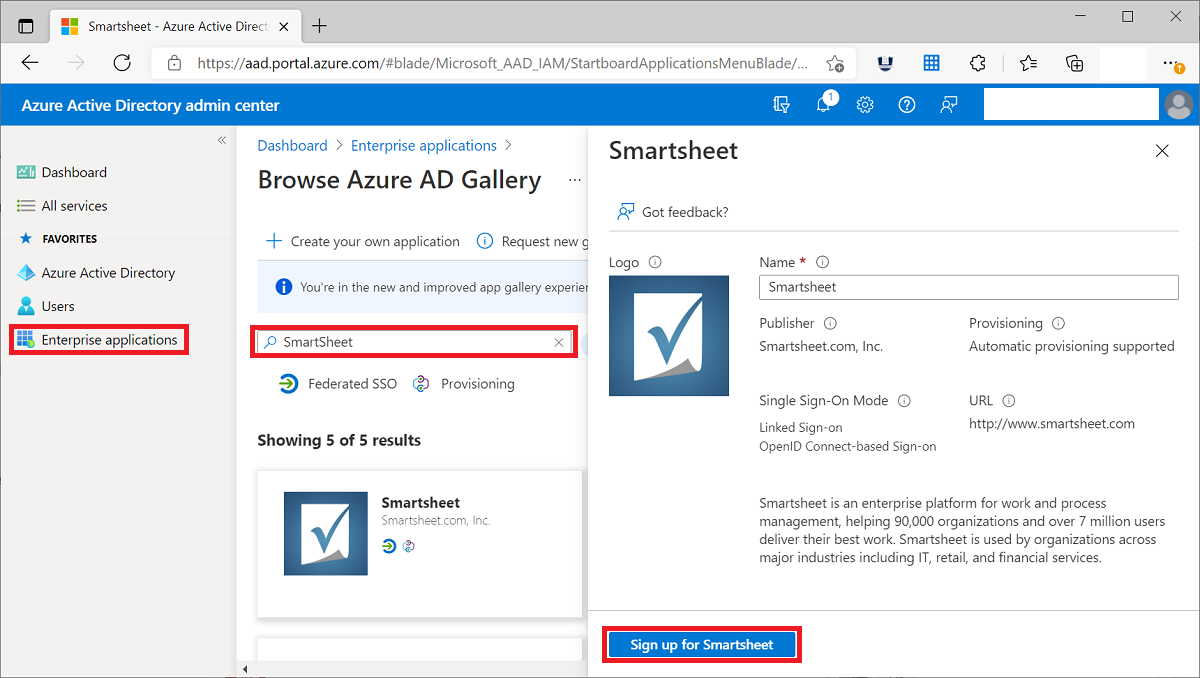 Smartsheet - Azure Active Direct
https://aad.portal.azure.com/#blade/Microsoft_AAD_IAM/StartboardApplicationsMenuBlade/...
Azure Active Directory admin center
1
Dashboard
All services
FAVORITES
Azure Active Directory
Users
Enterprise applications
Dashboard > Enterprise applications >
Browse Azure AD Gallery ...
Create your own application
Request new g
You're in the new and improved app gallery experien
SmartSheet
Federated SSO
Provisioning
Showing 5 of 5 results
Smartsheet
Smartsheet.com, Inc.
Smartsheet
Got feedback?
Logo
Name *
Smartsheet
Publisher
Smartsheet.com, Inc.
Provisioning
Automatic provisioning supported
Single Sign-On Mode
Linked Sign-on
OpenID Connect-based Sign-on
URL
http://www.smartsheet.com
Smartsheet is an enterprise platform for work and process
management, helping 90,000 organizations and over 7 million users
deliver their best work. Smartsheet is used by organizations across
major industries including IT, retail, and financial services.
Sign up for Smartsheet